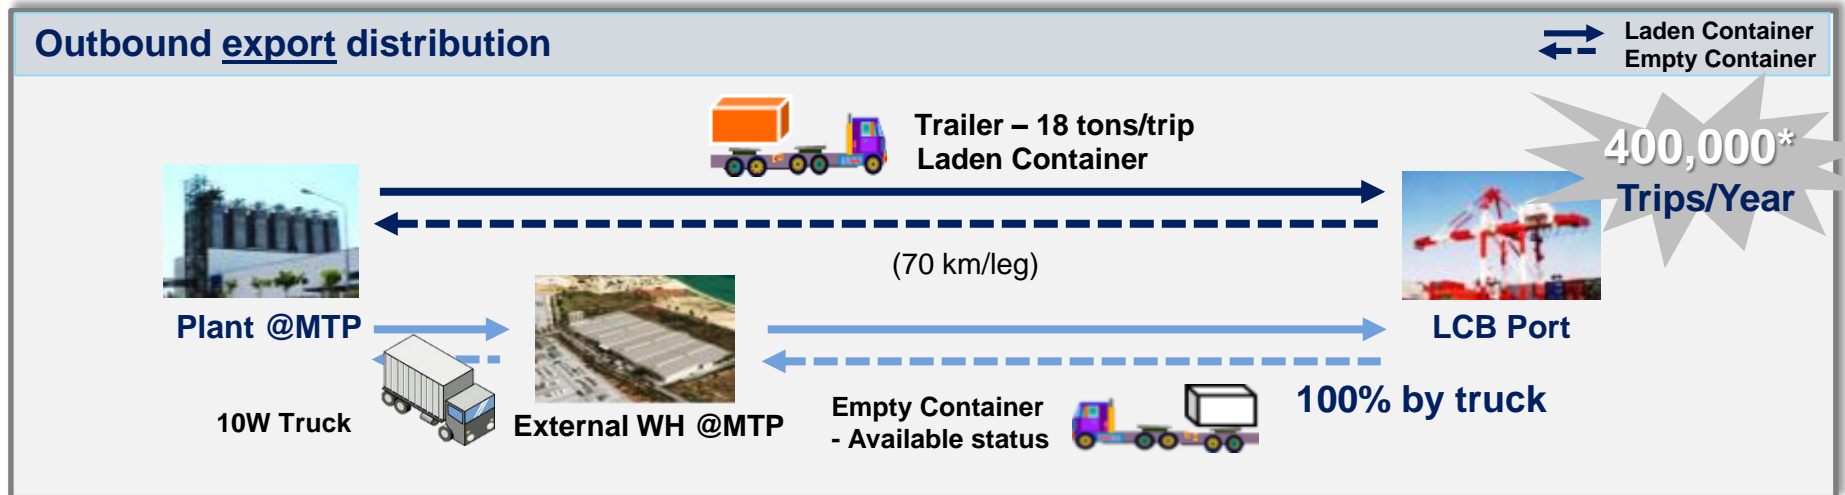 Outbound export distribution
Laden Container
Empty Container
Trailer – 18 tons/trip
Laden Container
400,000*
Trips/Year
(70 km/leg)
Plant @MTP
LCB Port
10W Truck
External WH @MTP
Empty Container
- Available status
100% by truck